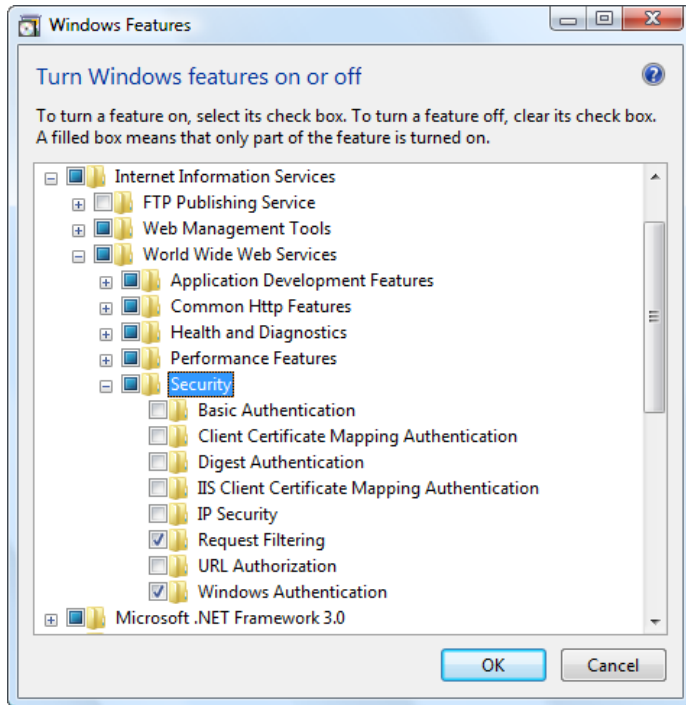 Windows Features
Turn Windows features on or off
To turn a feature on, select its check box. To turn a feature off, clear its check box.
A filled box means that only part of the feature is turned on.
Internet Information Services
FTP Publishing Service
Web Management Tools
World Wide Web Services
Application Development Features
Common Http Features
Health and Diagnostics
Performance Features
Security
Basic Authentication
Client Certificate Mapping Authentication
Digest Authentication
IIS Client Certificate Mapping Authentication
IP Security
Request Filtering
URL Authorization
Windows Authentication
Microsoft .NET Framework 3.0
OK Cancel